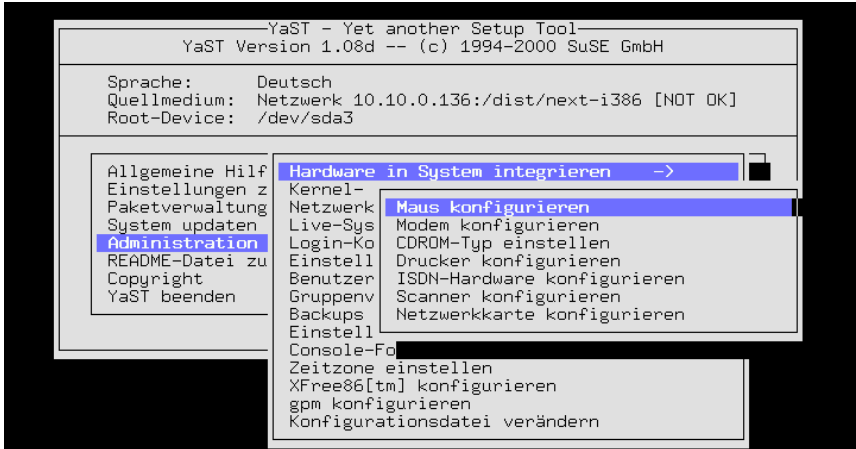 YaST - Yet another Setup Tool
YaST Version 1.08d -- (c) 1994-2000 SuSE GmbH
Sprache: Deutsch
Quellmedium: Netzwerk 10.10.0.136:/dist/next-i386 [NOT OK]
Root-Device: /dev/sda3
Allgemeine Hilf
Einstellungen z
Paketverwaltung
System updaten
Administration
README-Datei zu
Copyright
YaST beenden
Hardware in System integrieren ->
Kernel-
Netzwerk
Live-Sys
Login-Ko
Einstell
Benutzer
Gruppenv
Backups
Einstell
Console-Fo
Zeitzone einstellen
XFree86[tm] konfigurieren
gpm konfigurieren
Konfigurationsdatei verändern
Maus konfigurieren
Modem konfigurieren
CDROM-Typ einstellen
Drucker konfigurieren
ISDN-Hardware konfigurieren
Scanner konfigurieren
Netzwerkkarte konfigurieren